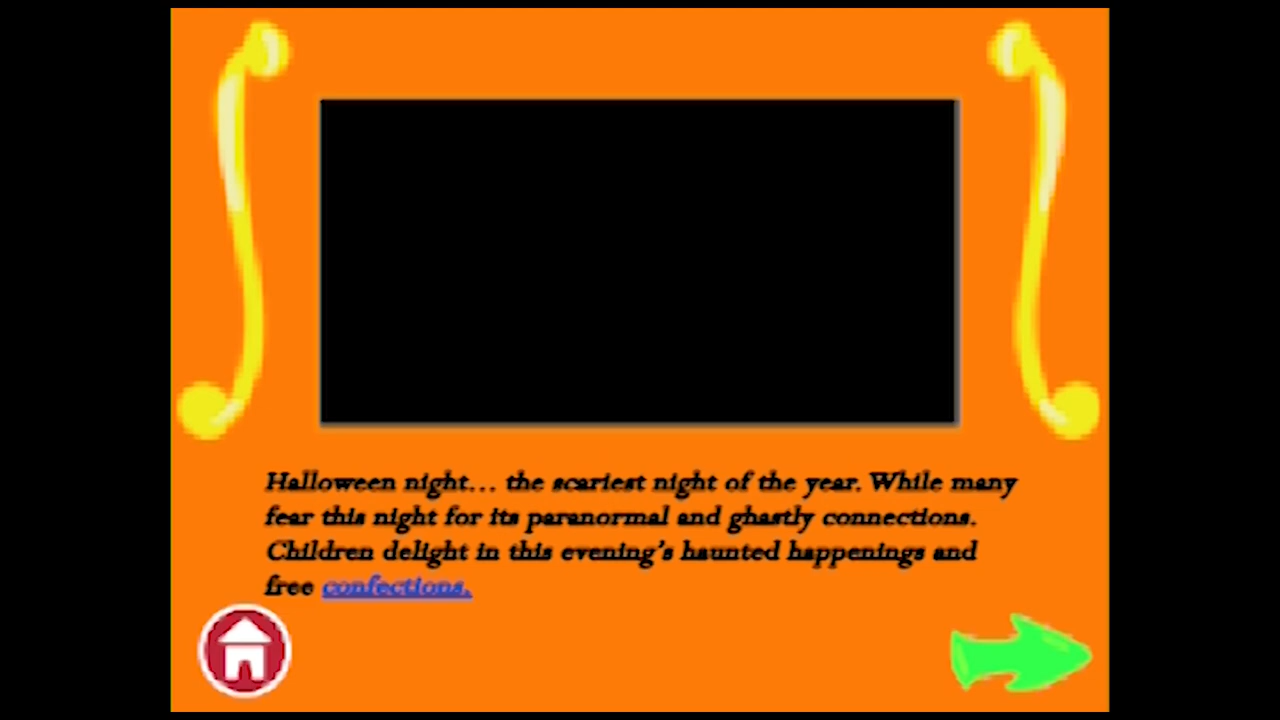 Halloween night… the scariest night of the year. While many
fear this night for its paranormal and ghastly connections.
Children delight in this evening’s haunted happenings and
free confections.